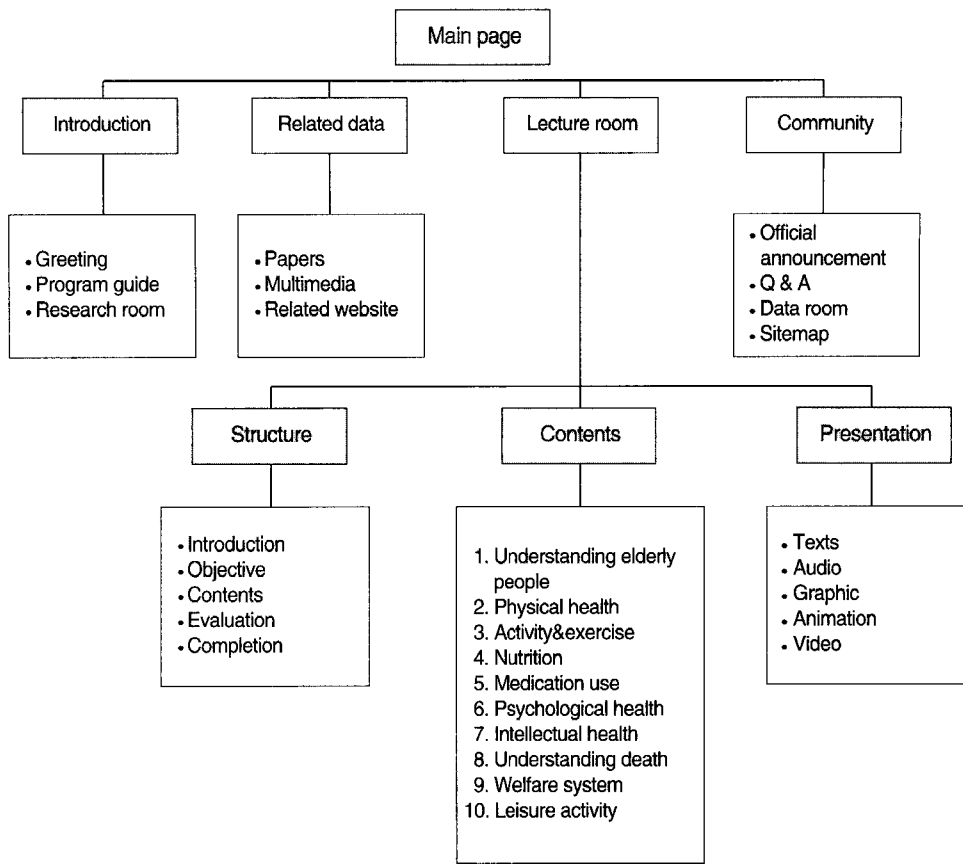 Main page
Introduction
Related data
Lecture room
Community
• Greeting
• Program guide
• Research room
• Papers
• Multimedia
• Related website
• Official
announcement
• Q & A
• Data room
• Sitemap
Structure
Contents
Presentation
• Introduction
• Objective
• Contents
• Evaluation
• Completion
1. Understanding elderly
people
2. Physical health
3. Activity&exercise
4. Nutrition
5. Medication use
6. Psychological health
7. Intellectual health
8. Understanding death
9. Welfare system
10. Leisure activity
• Texts
• Audio
• Graphic
• Animation
• Video